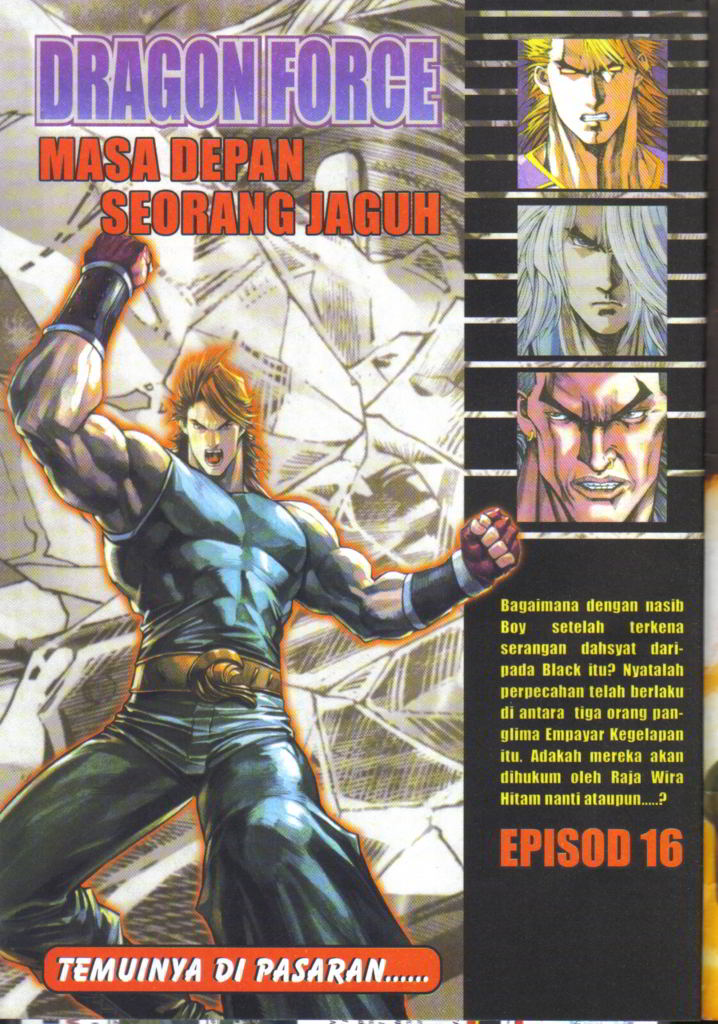 DRAGON FORCE
MASA DEPAN
SEORANG JAGUH
Bagaimana dengan nasib
Boy setelah terkena
serangan dahsyat dari-
pada Black itu? Nyatalah
perpecahan telah berlaku
di antara tiga orang pan-
glima Empayar Kegelapan
itu. Adakah mereka akan
dihukum oleh Raja Wira
Hitam nanti ataupun.....?
EPISOD 16
TEMUINYA DI PASARAN......